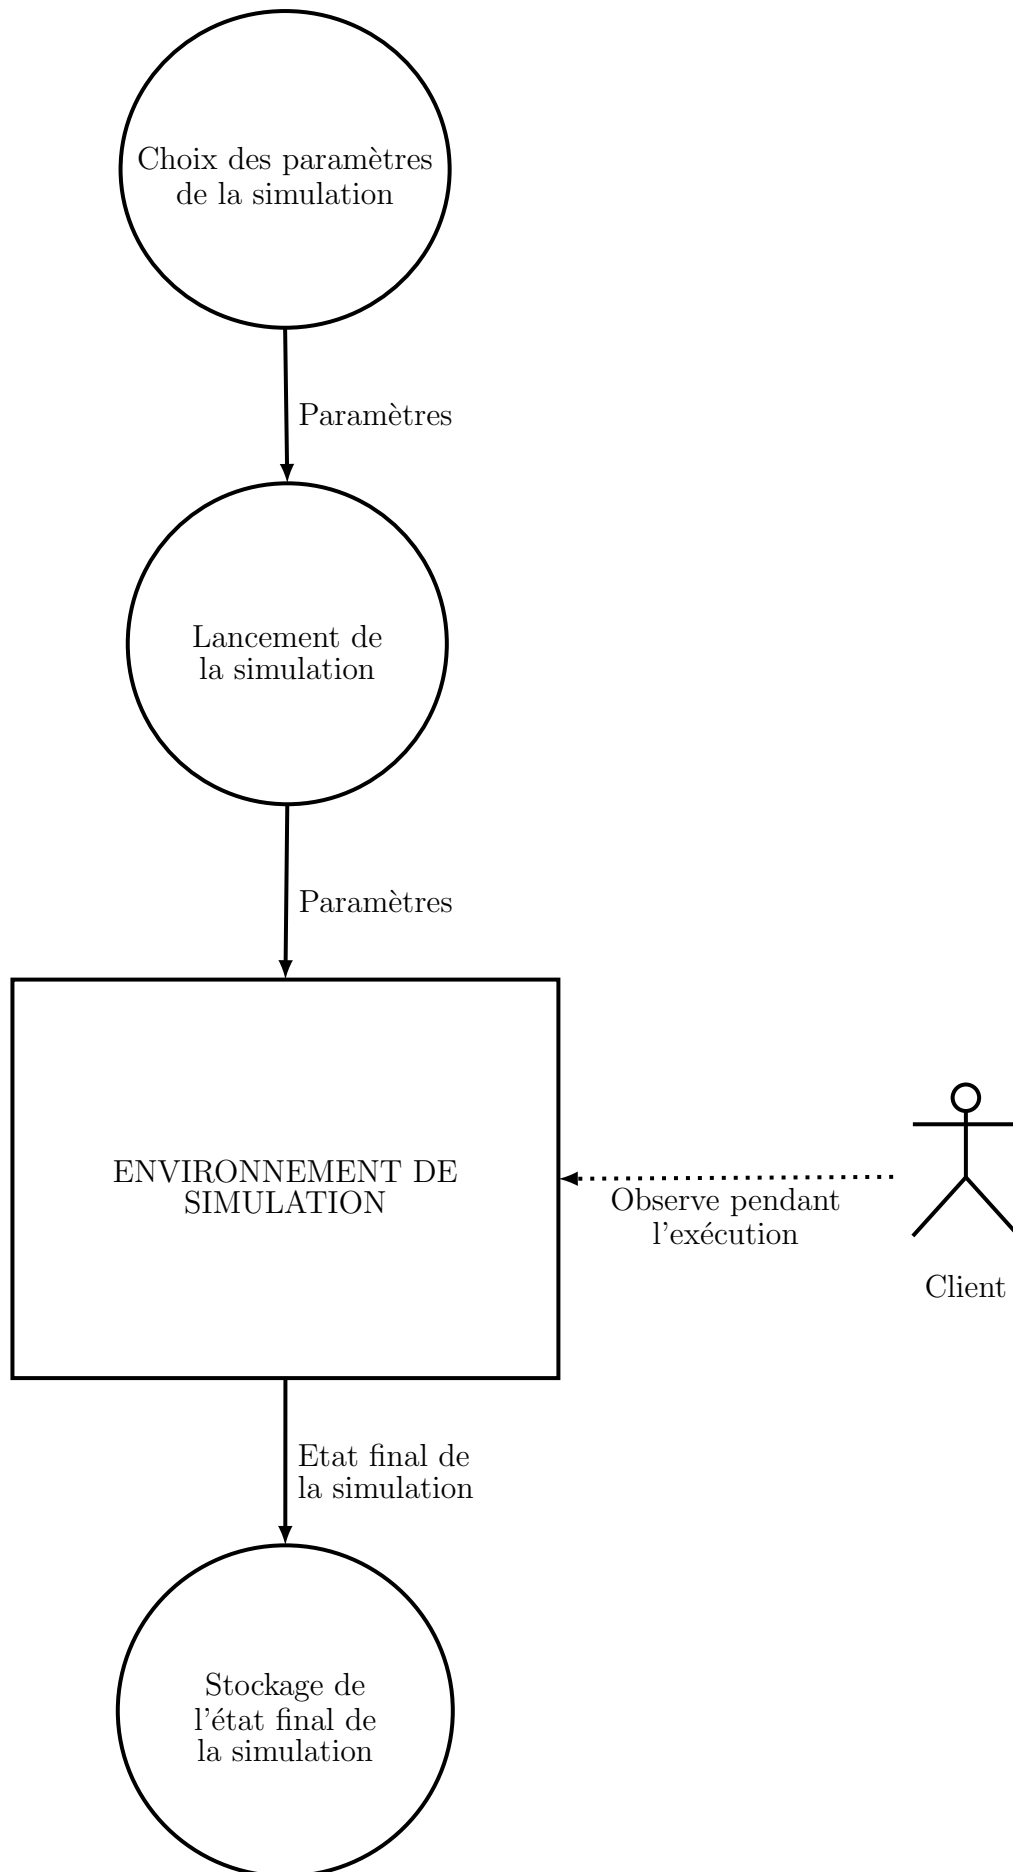 Choix des paramètres
de la simulation
Paramètres
Lancement de
la simulation
Paramètres
ENVIRONNEMENT DE
SIMULATION
Observe pendant
l'exécution
Client
Etat final de
la simulation
Stockage de
l'état final de
la simulation